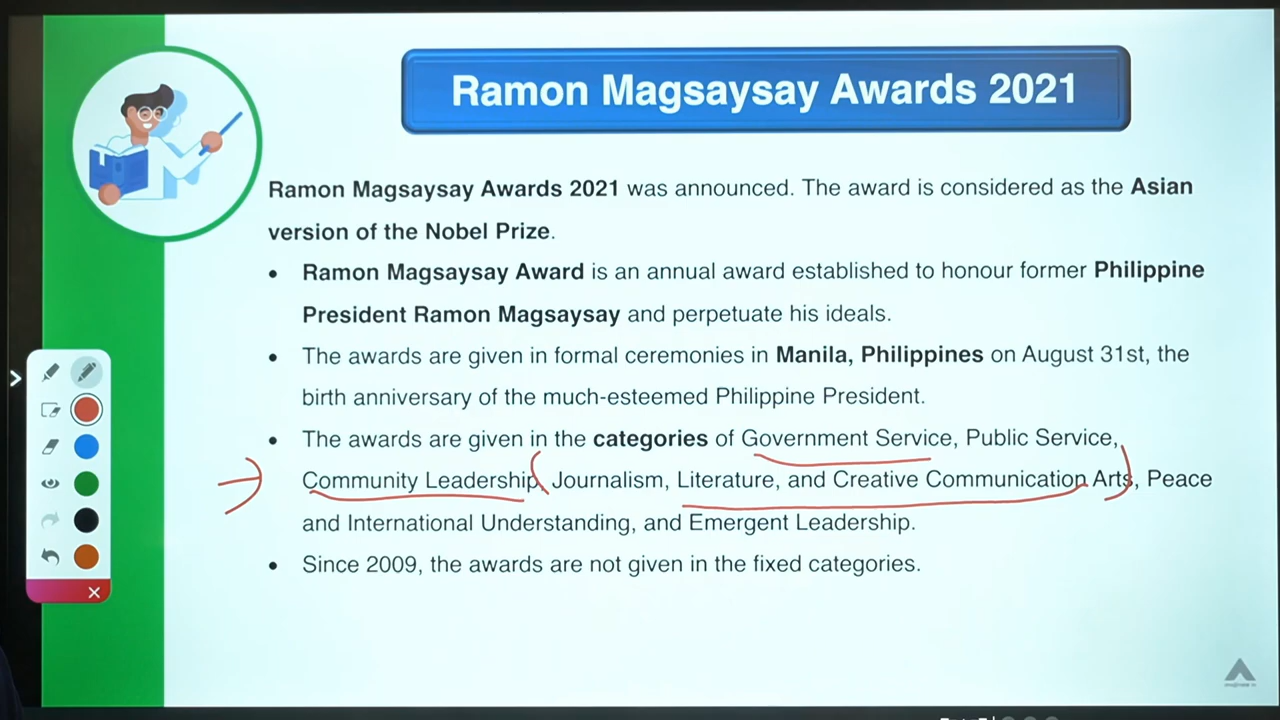 Ramon Magsaysay Awards 2021
Ramon Magsaysay Awards 2021 was announced. The award is considered as the Asian
version of the Nobel Prize.
• Ramon Magsaysay Award is an annual award established to honour former Philippine
President Ramon Magsaysay and perpetuate his ideals.
• The awards are given in formal ceremonies in Manila, Philippines on August 31st, the
birth anniversary of the much-esteemed Philippine President.
• The awards are given in the categories of Government Service, Public Service,
Community Leadership, Journalism, Literature, and Creative Communication Arts, Peace
and International Understanding, and Emergent Leadership.
• Since 2009, the awards are not given in the fixed categories.